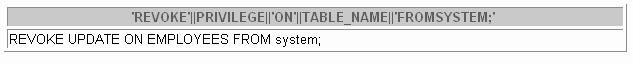 'REVOKE'||PRIVILEGE||'ON'||TABLE_NAME||'FROMSYSTEM;'
REVOKE UPDATE ON EMPLOYEES FROM system;